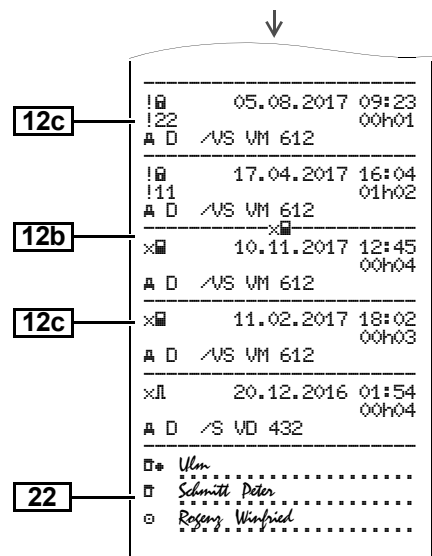 ! 05.08.2017 09:23
12c
!22 00h01
D /VS VM 612
! 17.04.2017 16:04
!11 01h02
D /VS VM 612
12b
×
× 10.11.2017 12:45
00h04
D /VS VM 612
12c
× 11.02.2017 18:02
00h03
D /VS VM 612
× 20.12.2016 01:54
00h04
D /S VD 432
Ulm
22
Schmitt Peter
Rogenz Winfried